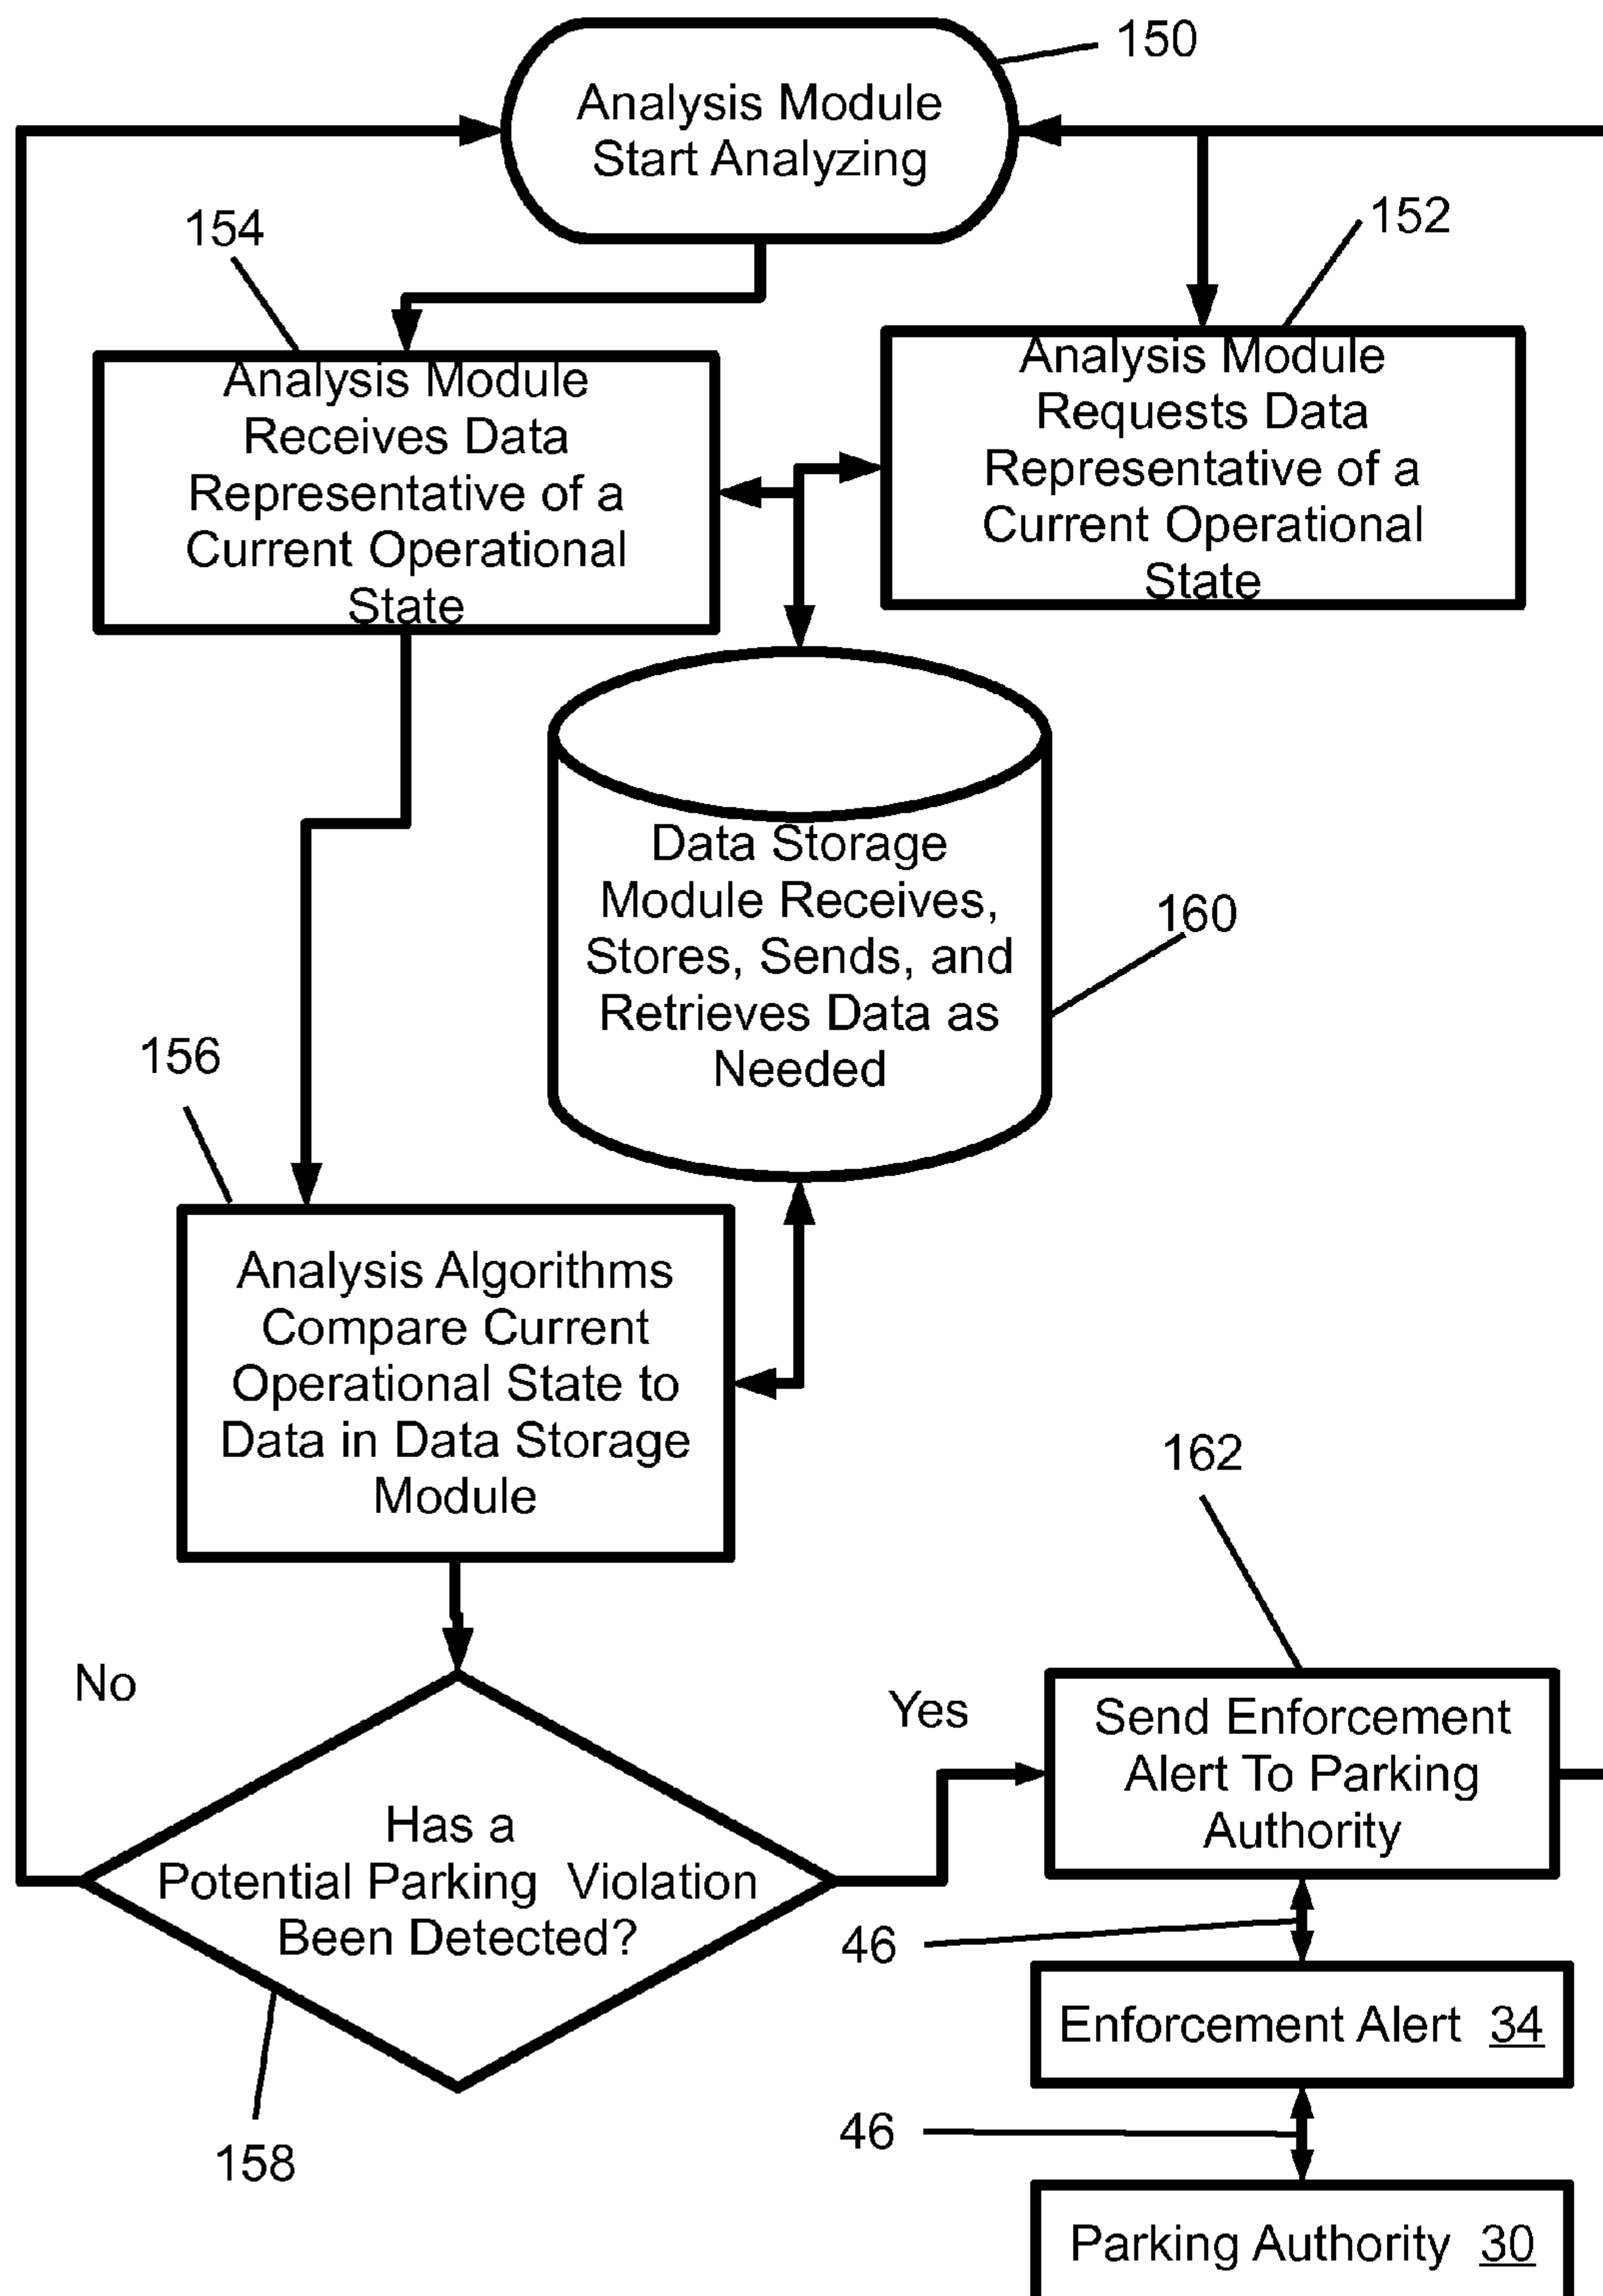 150
Analysis Module
Start Analyzing
154
152
Analysis Module
Receives Data
Representative of a
Current Operational
State
Analysis Module
Requests Data
Representative of a
Current Operational
State
Data Storage
Module Receives,
Stores, Sends, and
Retrieves Data as
Needed
160
156
Analysis Algorithms
Compare Current
Operational State to
Data in Data Storage
Module
162
No
Yes
Send Enforcement
Alert To Parking
Authority
Has a
Potential Parking Violation
Been Detected?
46
Enforcement Alert 34
46
158
Parking Authority 30